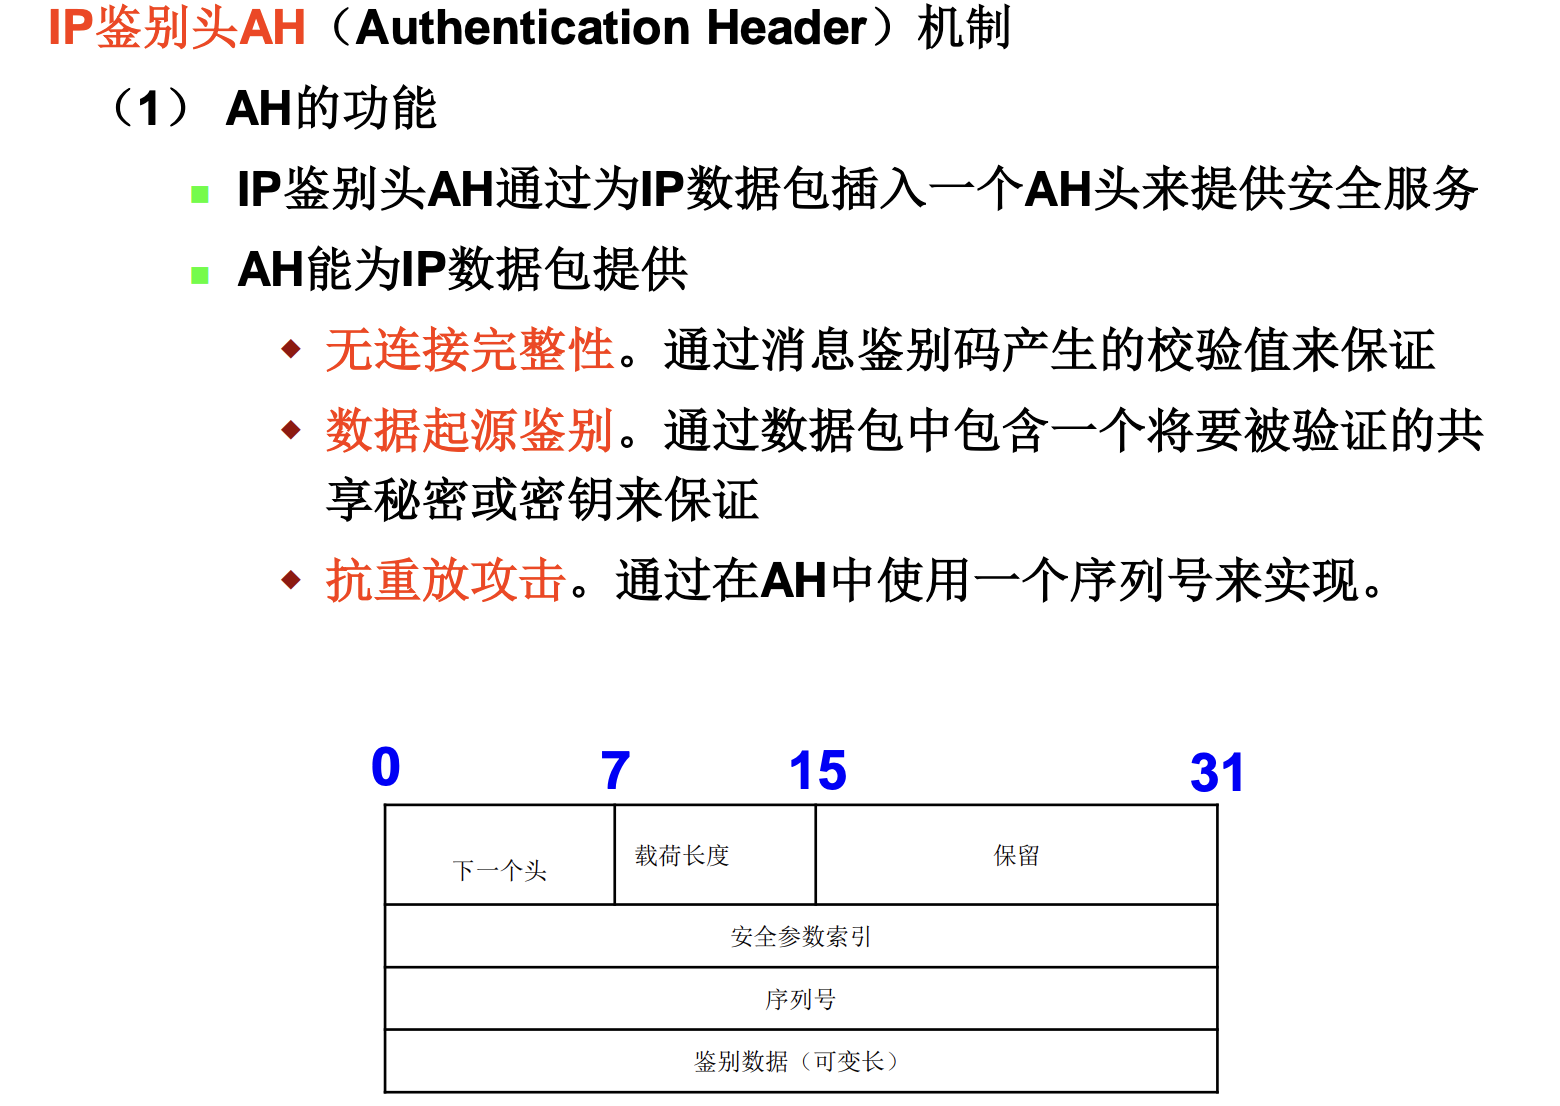 IP鉴别头AH（Authentication Header）机制
（1） AH的功能
IP鉴别头AH通过为IP数据包插入一个AH头来提供安全服务
AH能为IP数据包提供
无连接完整性。通过消息鉴别码产生的校验值来保证
数据起源鉴别。通过数据包中包含一个将要被验证的共
享秘密或密钥来保证
抗重放攻击。通过在AH中使用一个序列号来实现。
0 7 15 31
下一个头 载荷长度 保留
安全参数索引
序列号
鉴别数据（可变长）